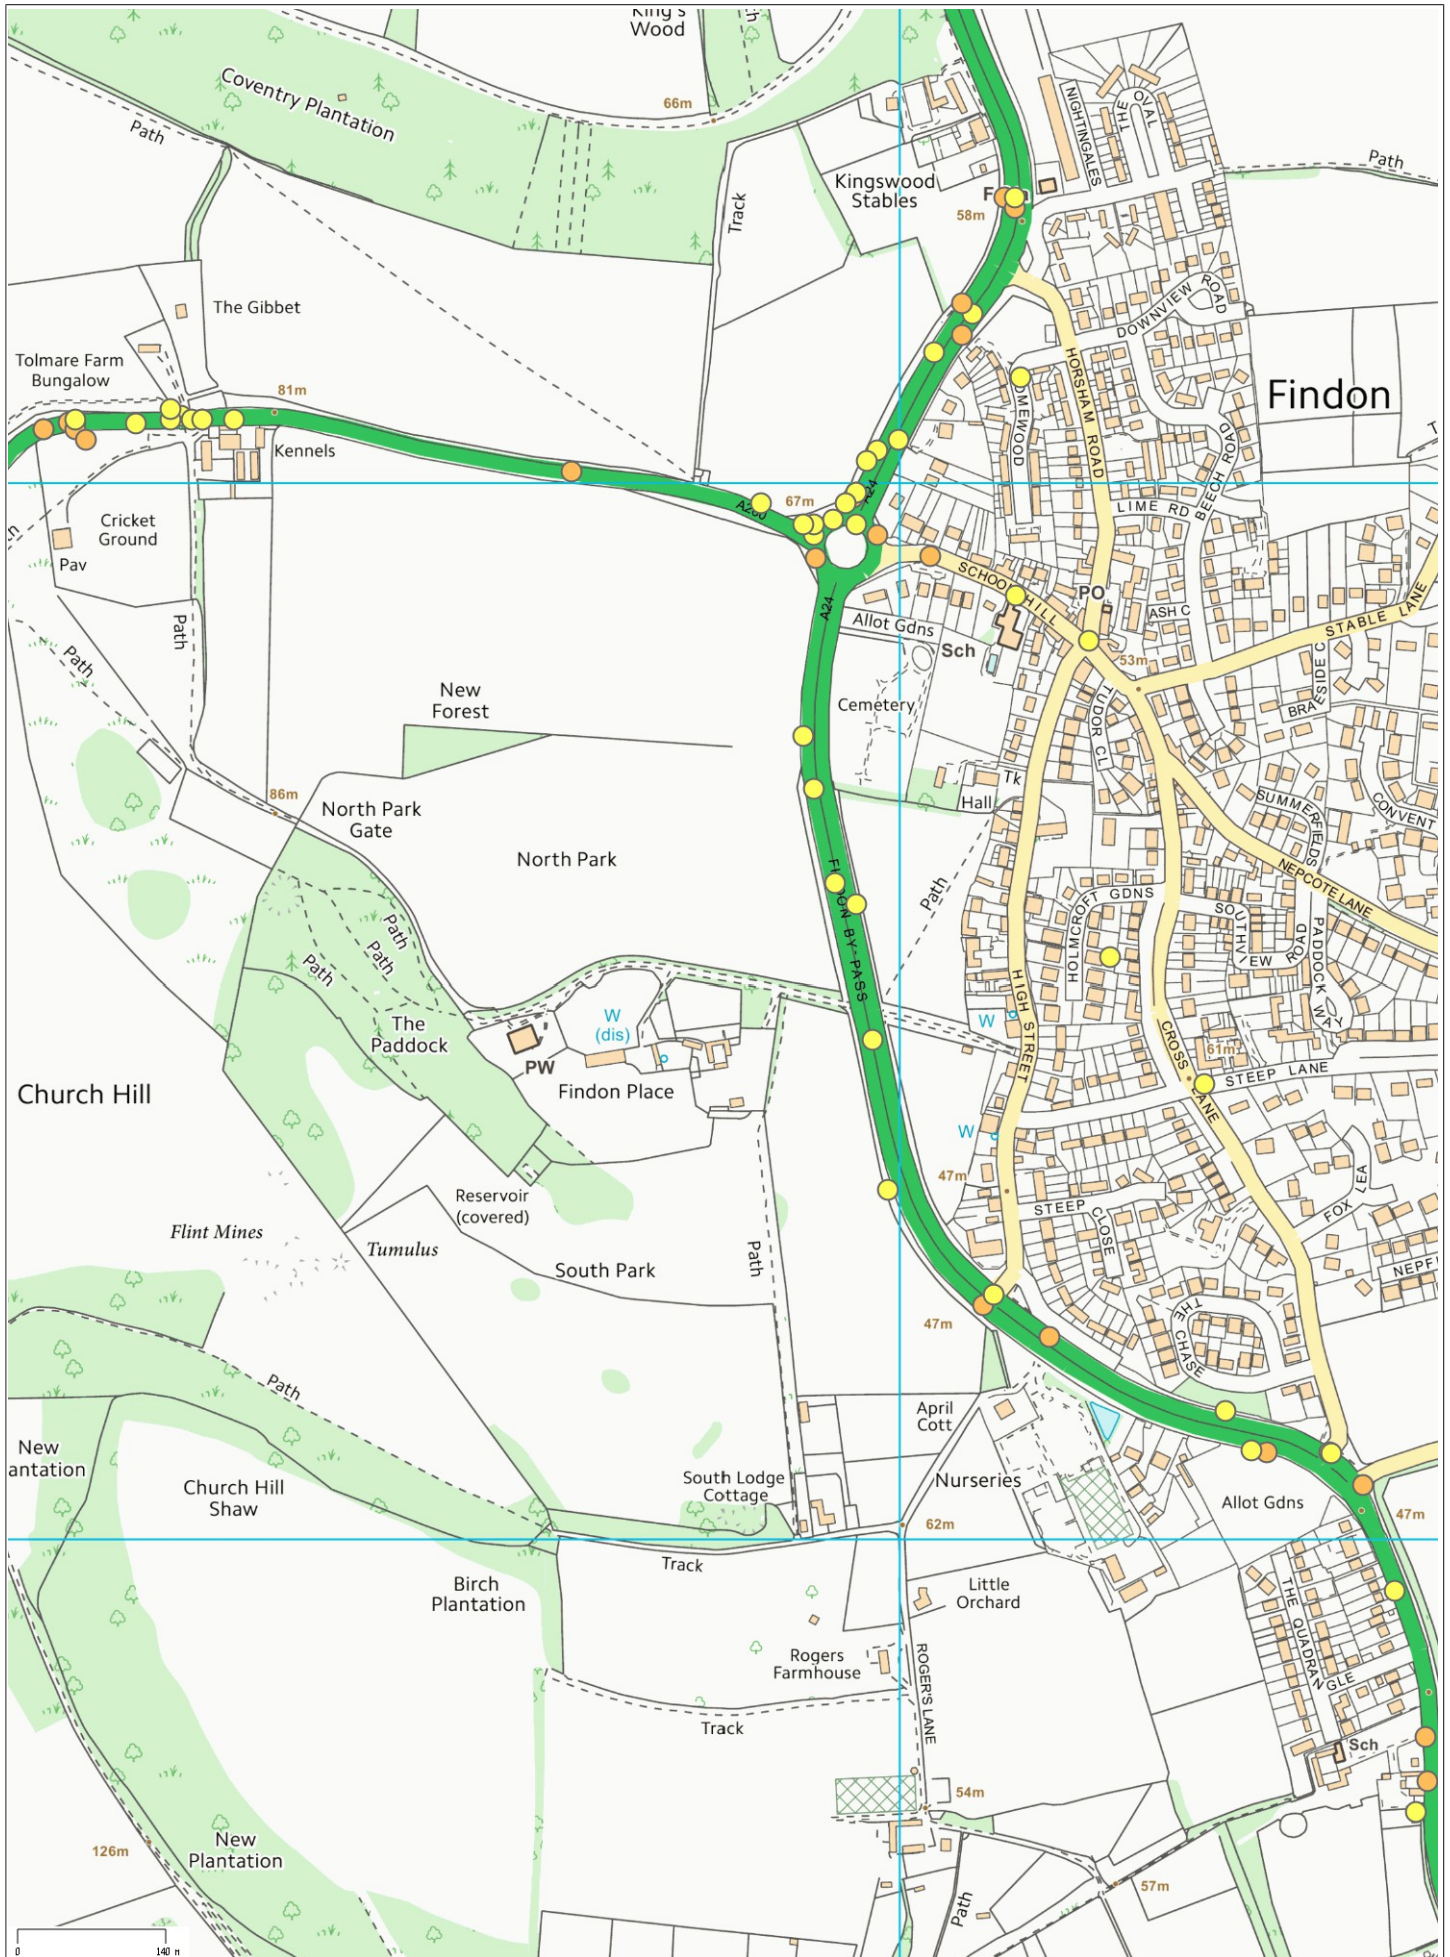 King's
Wood
Coventry Plantation
66m
Path
Kingswood
Stables
Track
58m
NIGHTINGALES
THE OVAL
Path
The Gibbet
Tolmare Farm
Bungalow
81m
Kennels
DOWNVIEW ROAD
HORSHAM ROAD
Findon
BEECH ROAD
LIME RD
A24
67m
Cricket
Ground
Pav
Path
SCHOOL HILL
PO
ASH C
STABLE LANE
A24
Allot Gdns
Sch
53m
Path
New
Forest
Cemetery
TUDOR CL
Tk
Hall
86m
North Park
Gate
North Park
SUMMERFIELDS
CONVENT
NEPCOTE LANE
Path
HOLMCROFT GDNS
SOUTHVIEW ROAD
PADDOCK WAY
Path
Path
Path
HIGH STREET
W
(dis)
W
The
Paddock
PW
Findon Place
CROSS LANE
61m
STEEP LANE
Church Hill
W
47m
Reservoir
(covered)
STEEP CLOSE
FOX LEA
Flint Mines
Tumulus
Path
South Park
47m
THE CHASE
Path
April
Cott
New
antation
Church Hill
Shaw
South Lodge
Cottage
Nurseries
Allot Gdns
47m
62m
Track
Birch
Plantation
Little
Orchard
THE QUADRANGLE
Rogers
Farmhouse
ROGER'S LANE
Track
Sch
54m
126m
New
Plantation
57m
Path
0
140 m